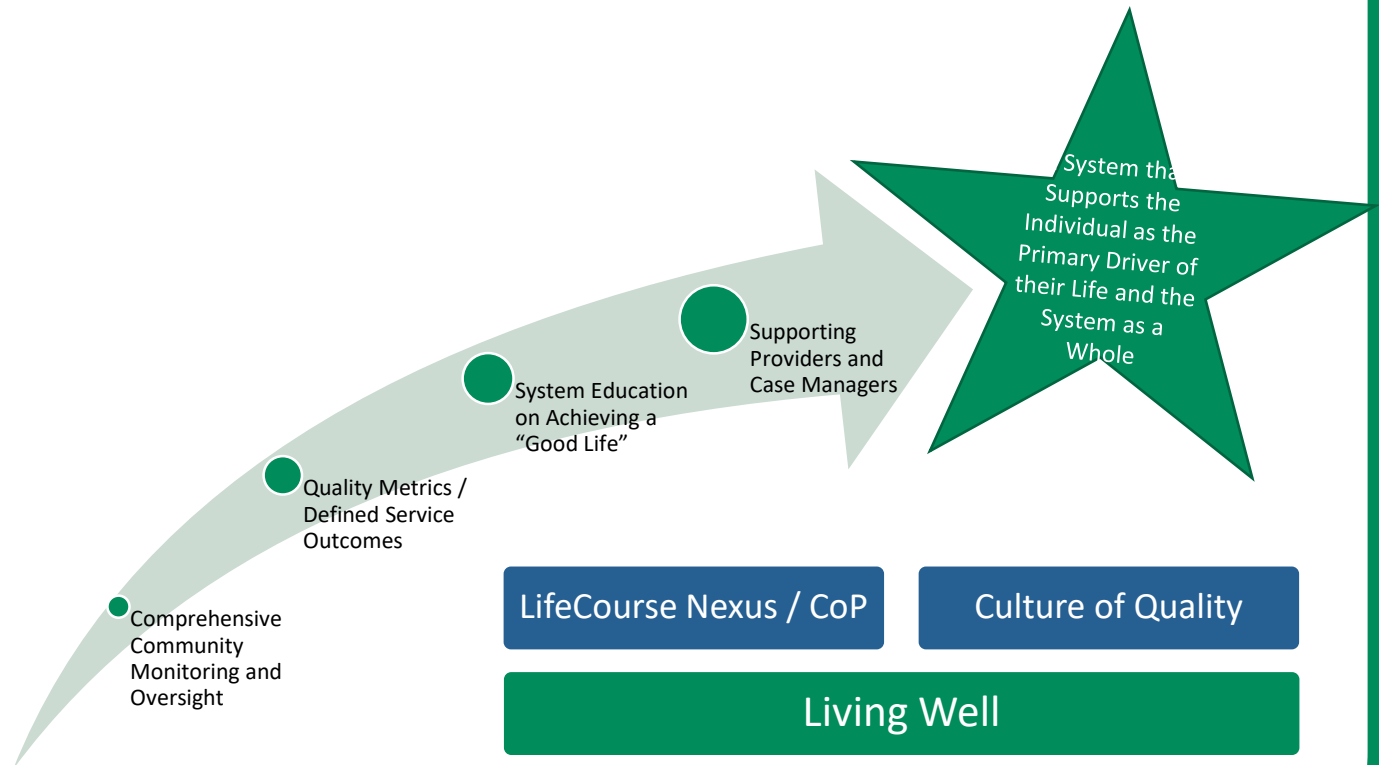 System tha
Supports the
Individual as the
Primary Driver of
their Life and the
System as a
Whole
Supporting
Providers and
Case Managers
System Education
on Achieving a
“Good Life”
Quality Metrics /
Defined Service
Outcomes
Comprehensive
Community
Monitoring and
Oversight
LifeCourse Nexus / CoP
Culture of Quality
Living Well